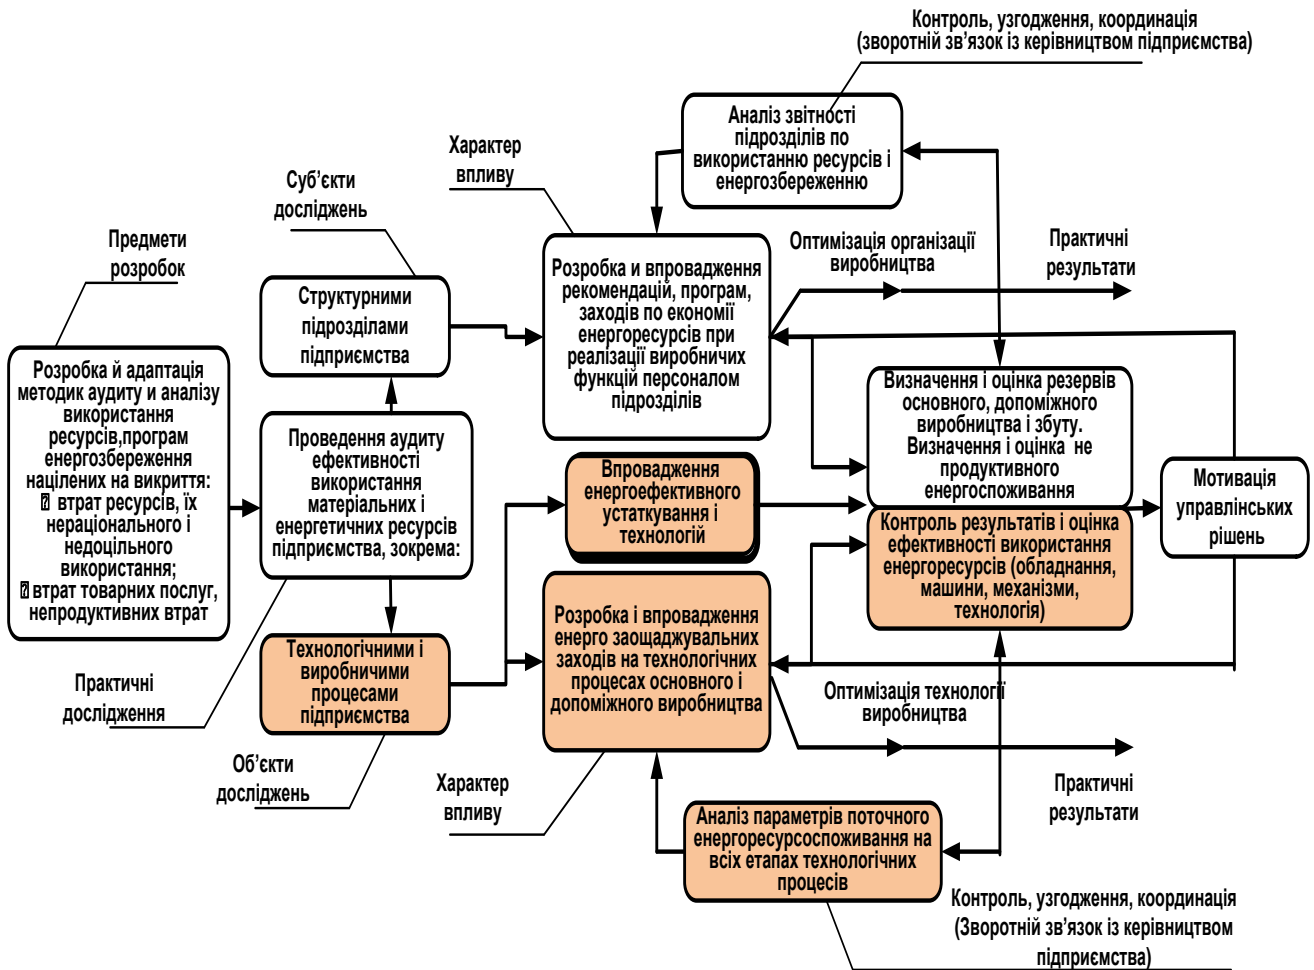 Контроль, узгодження, координація
(зворотній зв’язок із керівництвом підприємства)
Аналіз звітності
підрозділів по
використанню ресурсів і
енергозбереженню
Характер
впливу
Суб’єкти
досліджень
Предмети
розробок
Розробка й адаптація
методик аудиту и аналізу
використання
ресурсів,програм
енергозбереження
націлених на викриття:
втрат ресурсів, їх
нераціонального і
недоцільного
використання;
втрат товарних послуг,
непродуктивних втрат
Структурними
підрозділами
підприємства
Проведення аудиту
ефективності
використання
матеріальних і
енергетичних ресурсів
підприємства, зокрема:
Технологічними і
виробничими
процесами
підприємства
Практичні
дослідження
Об’єкти
досліджень
Розробка и впровадження
рекомендацій, програм,
заходів по економії
енергоресурсів при
реалізації виробничих
функцій персоналом
підрозділів
Оптимізація організації
виробництва
Практичні
результати
Впровадження
енергоефективного
устаткування і
технологій
Розробка і впровадження
енерго заощаджувальних
заходів на технологічних
процесах основного і
допоміжного виробництва
Визначення і оцінка резервів
основного, допоміжного
виробництва і збуту.
Визначення і оцінка не
продуктивного
енергоспоживання
Контроль результатів і оцінка
ефективності використання
енергоресурсів (обладнання,
машини, механізми,
технологія)
Мотивація
управлінських
рішень
Оптимізація технології
виробництва
Практичні
результати
Характер
впливу
Аналіз параметрів поточного
енергоресурсоспоживання на
всіх етапах технологічних
процесів
Контроль, узгодження, координація
(Зворотній зв’язок із керівництвом
підприємства)